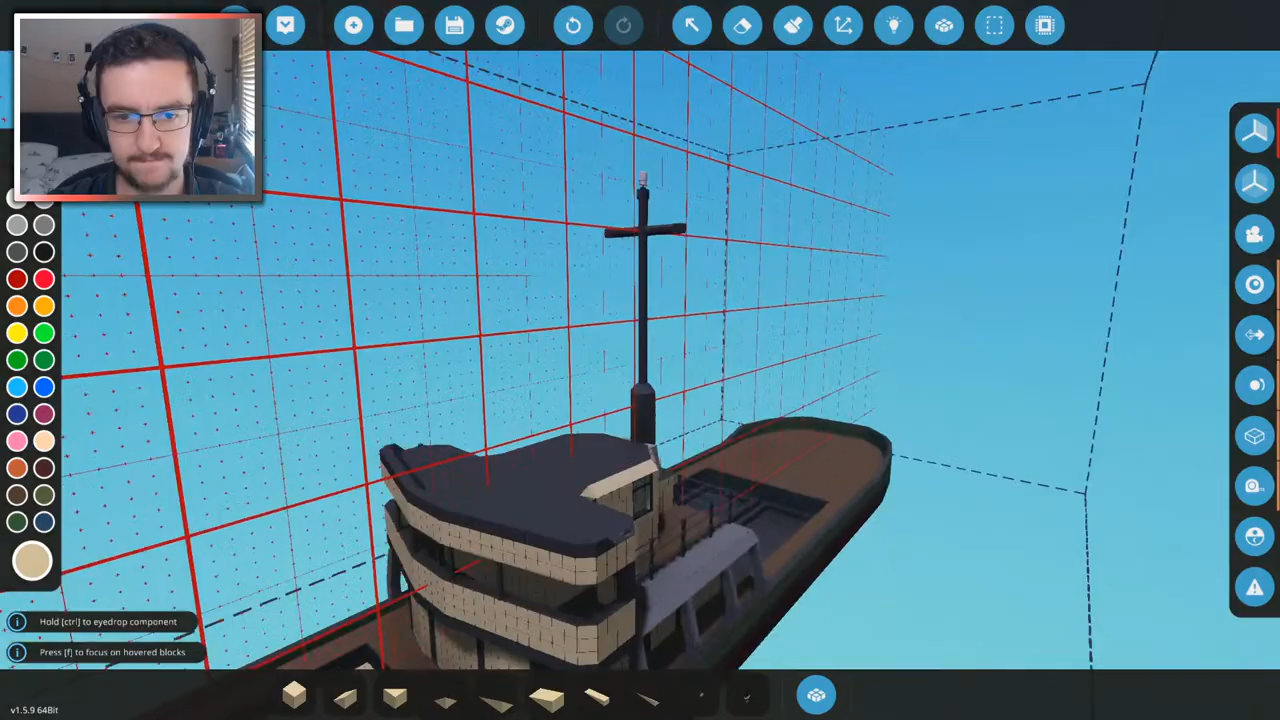 Hold [ctrl] to eyedrop component
Press [f] to focus on hovered blocks
v1.5.9 64Bit